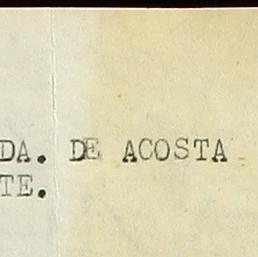 DA. DE ACOSTA
TE.